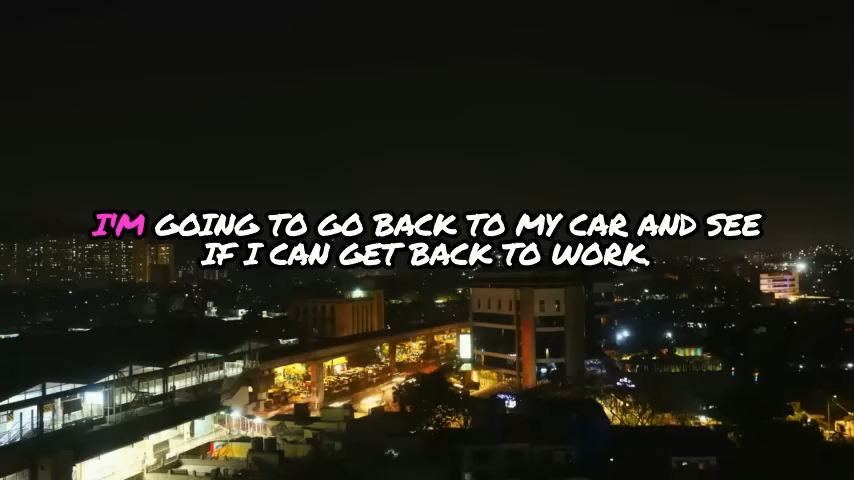 I'M GOING TO GO BACK TO MY CAR AND SEE
IF I CAN GET BACK TO WORK.